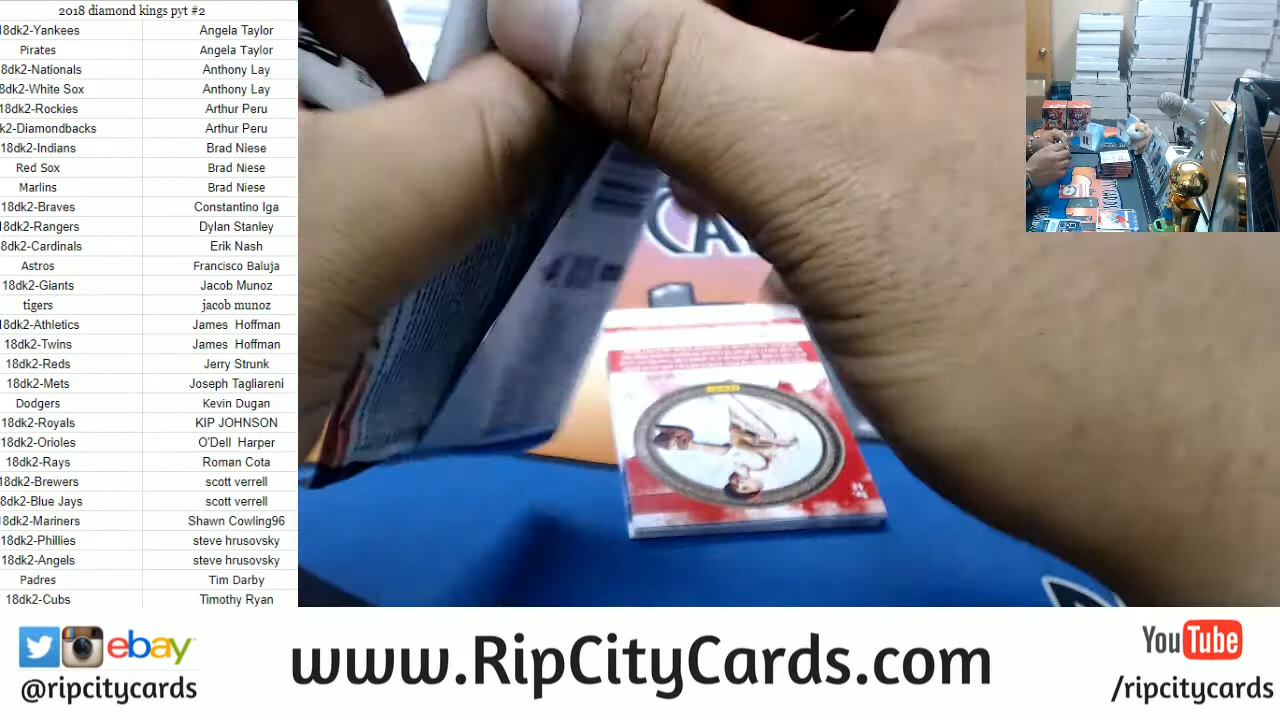 2018 diamond kings pyt #2
18dk2-Yankees Angela Taylor
Pirates Angela Taylor
8dk2-Nationals Anthony Lay
8dk2-White Sox Anthony Lay
8dk2-Rockies Arthur Peru
k2-Diamondbacks Arthur Peru
18dk2-Indians Brad Niese
Red Sox Brad Niese
Marlins Brad Niese
18dk2-Braves Constantino Iga
8dk2-Rangers Dylan Stanley
8dk2-Cardinals Erik Nash
Astros Francisco Baluja
18dk2-Giants Jacob Munoz
tigers jacob munoz
18dk2-Athletics James Hoffman
18dk2-Twins James Hoffman
18dk2-Reds Jerry Strunk
18dk2-Mets Joseph Tagliareni
Dodgers Kevin Dugan
18dk2-Royals KIP JOHNSON
18dk2-Orioles O'Dell Harper
18dk2-Rays Roman Cota
18dk2-Brewers scott verrell
8dk2-Blue Jays scott verrell
18dk2-Mariners Shawn Cowling96
18dk2-Phillies steve hrusovsky
18dk2-Angels steve hrusovsky
Padres Tim Darby
18dk2-Cubs Timothy Ryan
CA
ebay
@ripcitycards
www.RipCityCards.com
YouTube
/ripcitycards